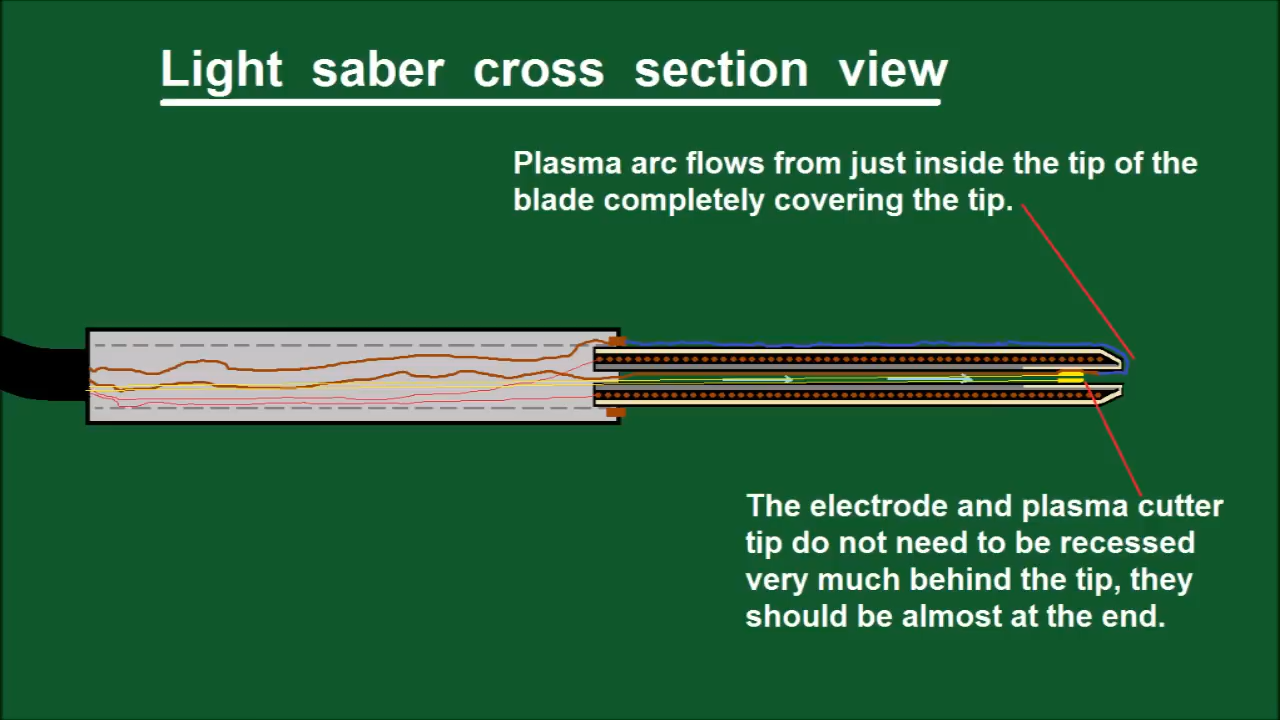 Light saber cross section view
Plasma arc flows from just inside the tip of the
blade completely covering the tip.
The electrode and plasma cutter
tip do not need to be recessed
very much behind the tip, they
should be almost at the end.